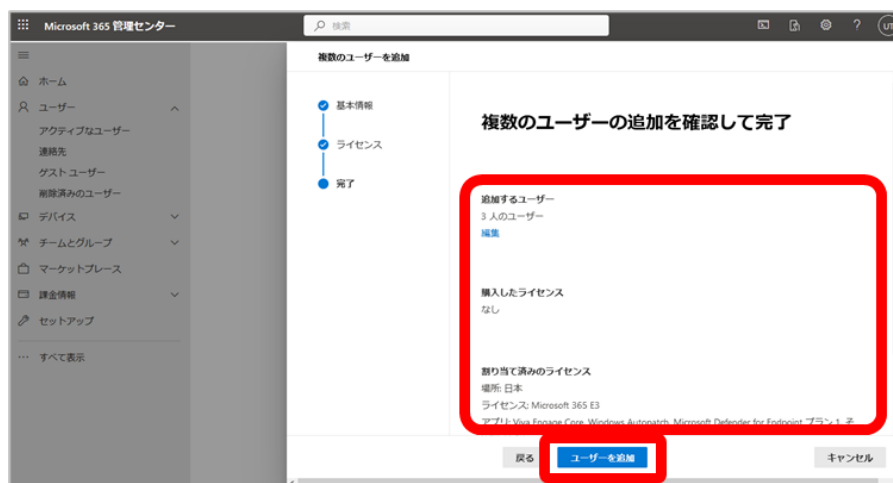 Microsoft 365 管理センター
検索
?
UT
ホーム
ユーザー
アクティブなユーザー
連絡先
ゲスト ユーザー
削除済みのユーザー
デバイス
チームとグループ
マーケットプレース
課金情報
セットアップ
… すべて表示
複数のユーザーを追加
基本情報
ライセンス
完了
複数のユーザーの追加を確認して完了
追加するユーザー
3 人のユーザー
編集
購入したライセンス
なし
割り当て済みのライセンス
場所: 日本
ライセンス: Microsoft 365 E3
アプリ: Viva Engage Core, Windows Autopatch, Microsoft Defender for Endpoint プラン 1, そ
戻る
ユーザーを追加
キャンセル